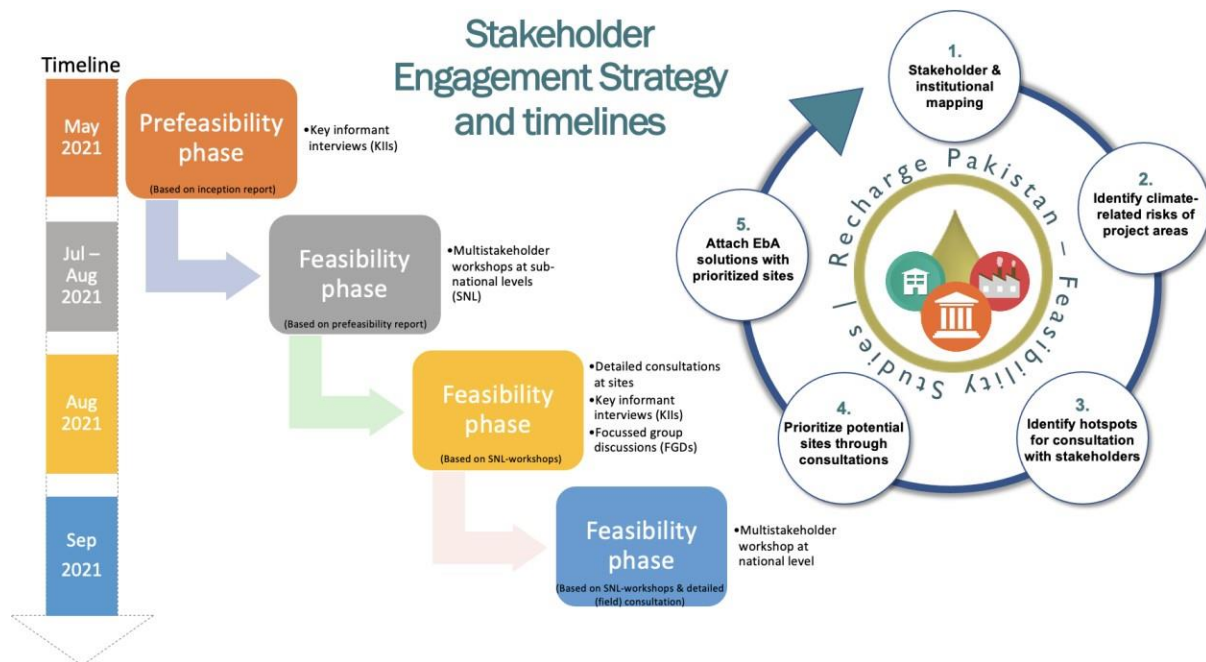 Stakeholder
Engagement Strategy
and timelines
Timeline
May
2021
Prefeasibility
phase
(Based on inception report)
•Key informant
interviews (KIIs)
Jul –
Aug
2021
Feasibility
phase
(Based on prefeasibility report)
•Multistakeholder
workshops at sub-
national levels
(SNL)
Aug
2021
Feasibility
phase
(Based on SNL-workshops)
•Detailed consultations
at sites
•Key informant
interviews (KIIs)
•Focussed group
discussions (FGDs)
Sep
2021
Feasibility
phase
(Based on SNL-workshops & detailed
(field) consultation)
•Multistakeholder
workshop at
national level
1.
Stakeholder &
institutional
mapping
2.
Identify climate-
related risks of
project areas
3.
Identify hotspots
for consultation
with stakeholders
4.
Prioritize potential
sites through
consultations
5.
Attach EbA
solutions with
prioritized sites
| Recharge Pakistan – Feasibility Studies